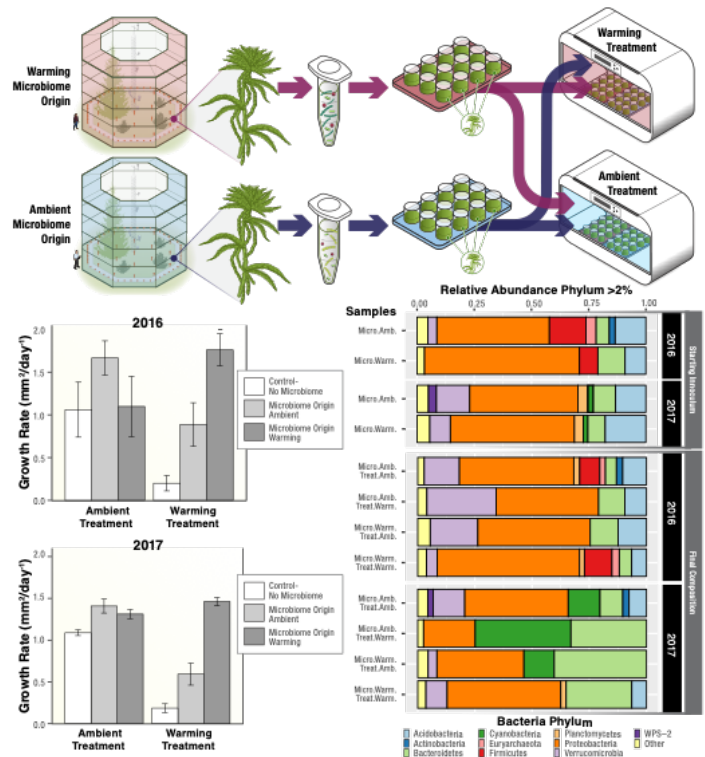 Warming
Microbiome
Origin
Warming
Treatment
Ambient
Microbiome
Origin
Ambient
Treatment
2016
Growth Rate (mm²/day⁻¹)
2.0
1.5
1.0
0.5
0.0
Control-
No Microbiome
Microbiome Origin
Ambient
Microbiome Origin
Warming
Ambient
Treatment
Warming
Treatment
2017
Growth Rate (mm²/day⁻¹)
2.0
1.5
1.0
0.5
0.0
Control-
No Microbiome
Microbiome Origin
Ambient
Microbiome Origin
Warming
Ambient
Treatment
Warming
Treatment
Relative Abundance Phylum >2%
Samples
0.00 0.25 0.50 0.75 1.00
Micro.Amb.
Micro.Warm.
2016
Micro.Amb.
Micro.Warm.
2017
Starting Innoculum
Micro.Amb.
Treat.Amb.
Micro.Amb.
Treat.Warm.
Micro.Warm.
Treat.Amb.
Micro.Warm.
Treat.Warm.
2016
Micro.Amb.
Treat.Amb.
Micro.Amb.
Treat.Warm.
Micro.Warm.
Treat.Amb.
Micro.Warm.
Treat.Warm.
2017
Final Composition
Bacteria Phylum
Acidobacteria Cyanobacteria Planctomycetes WPS-2
Actinobacteria Euryarchaeota Proteobacteria Other
Bacteroidetes Firmicutes Verrucomicrobia